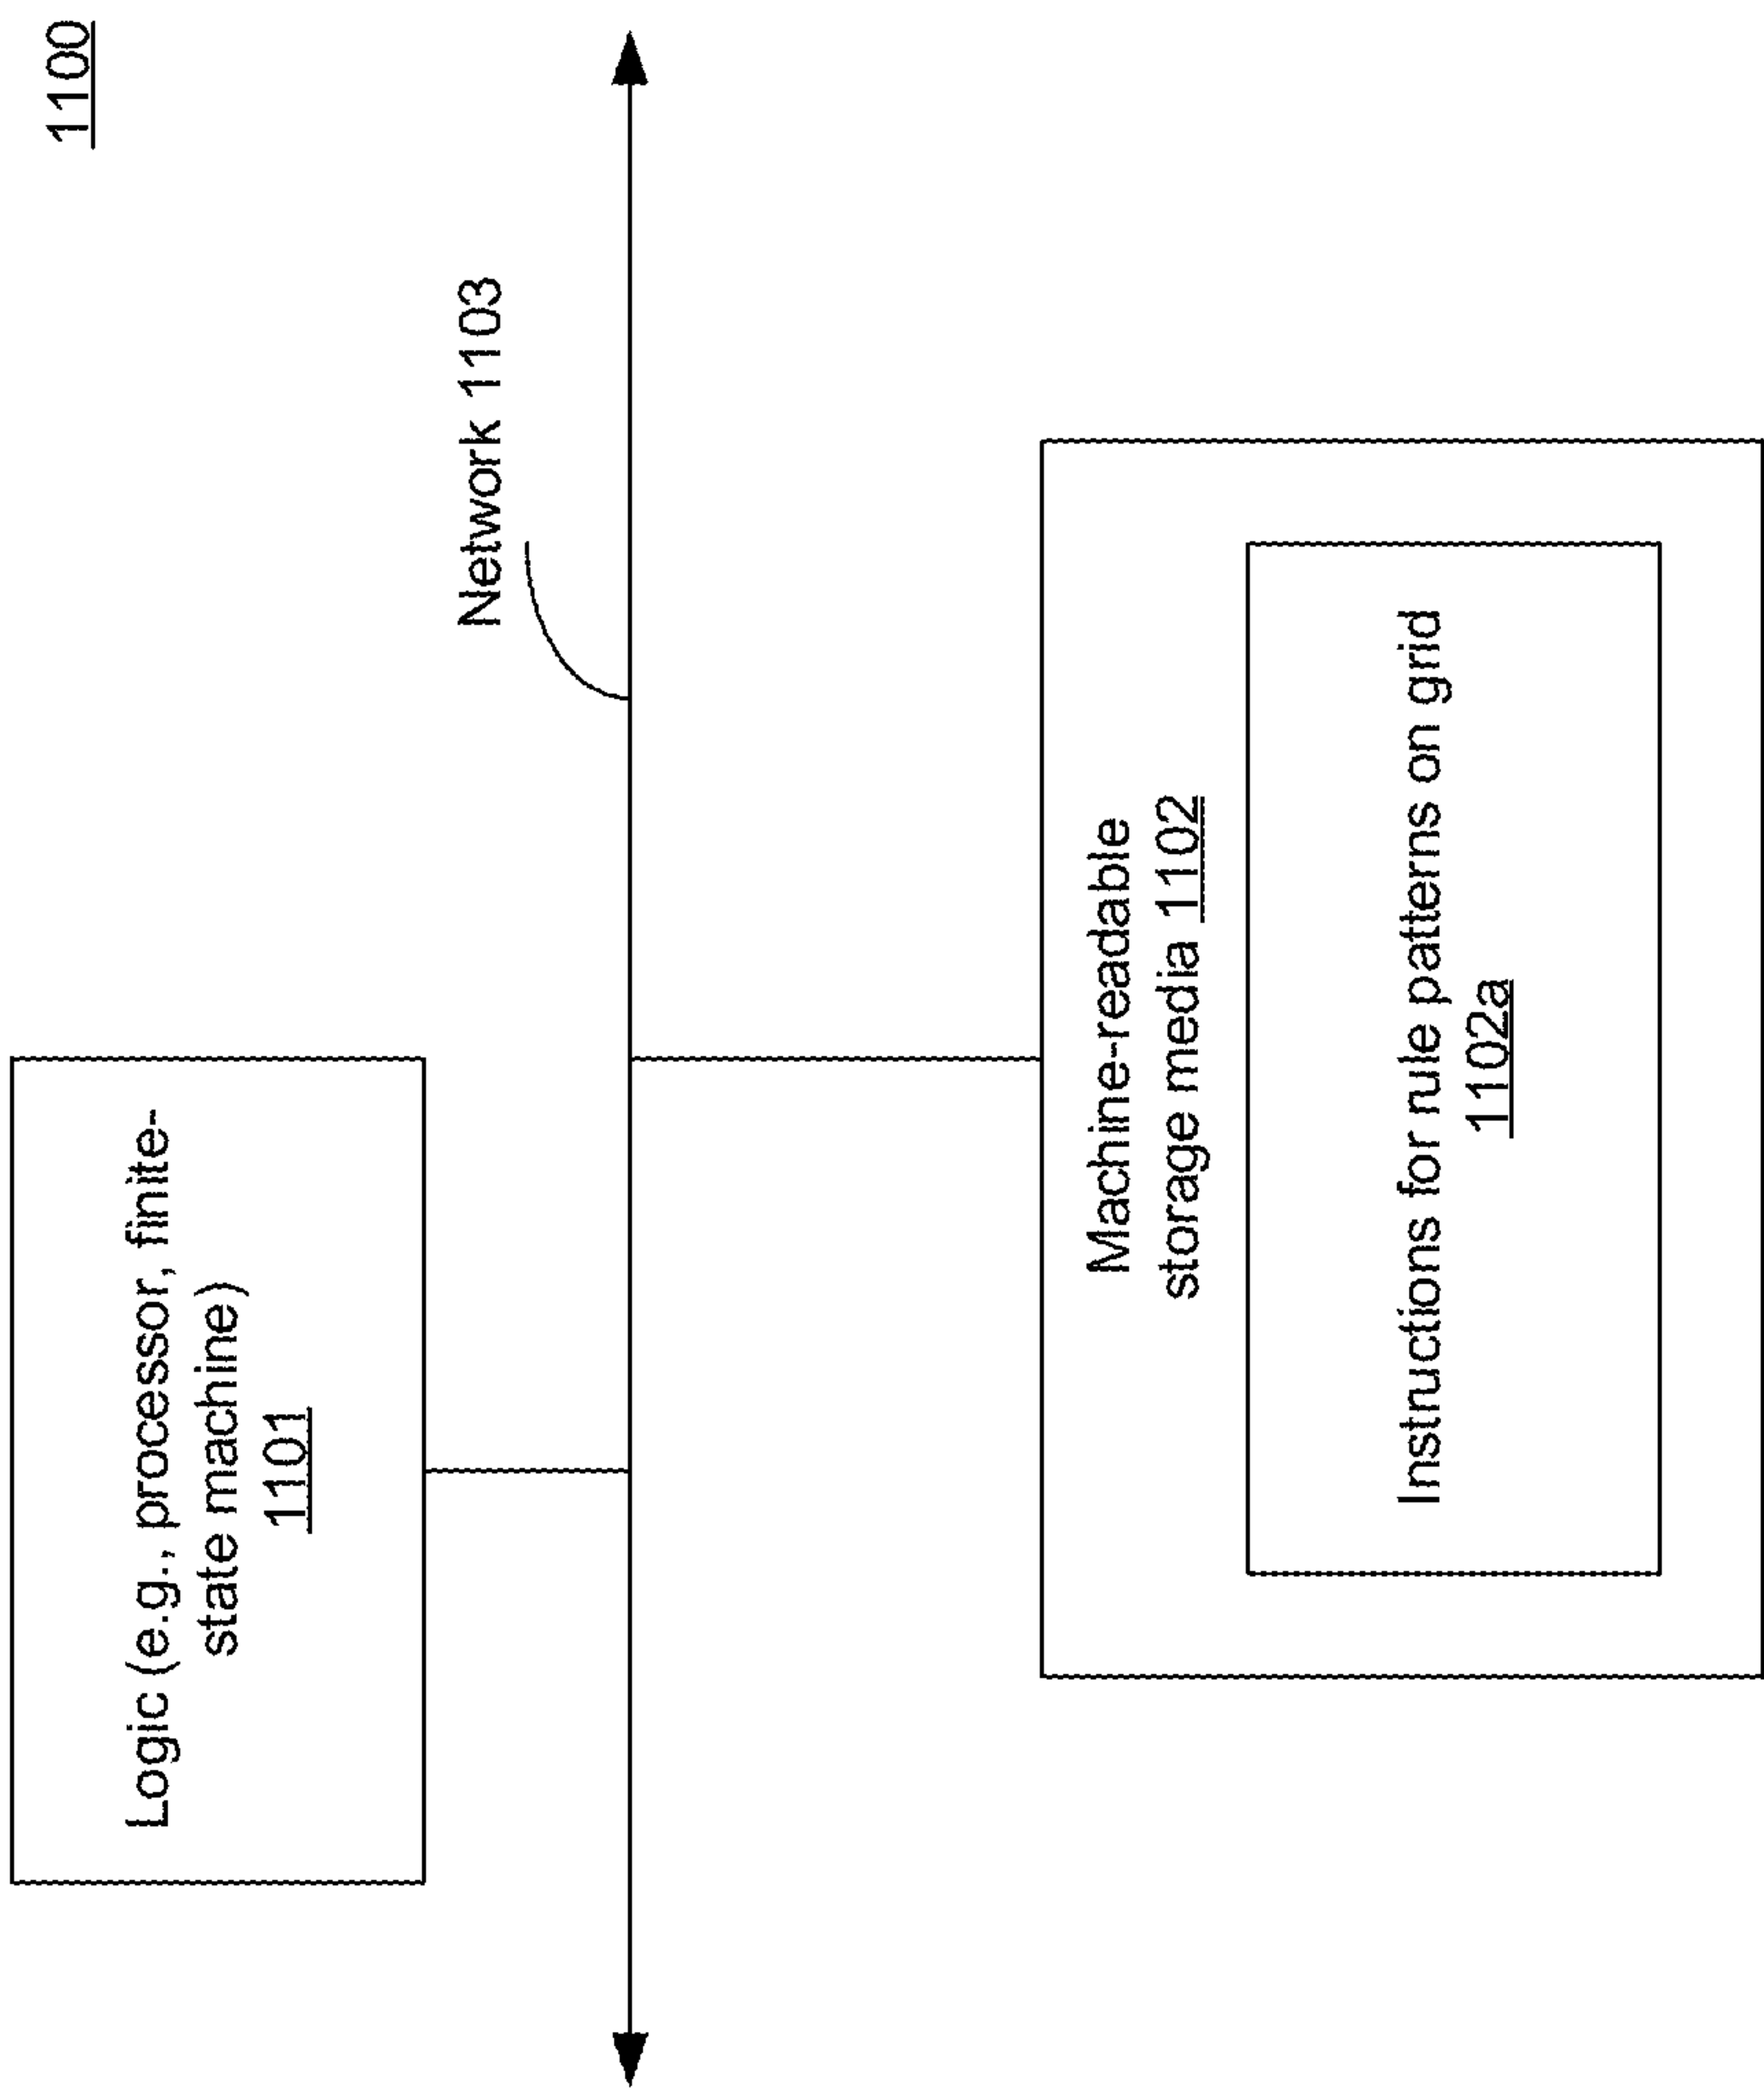 1100
Logic (e.g., processor, finite-
state machine)
1101
Network 1103
Machine-readable
storage media 1102
Instructions for rule patterns on grid
1102a